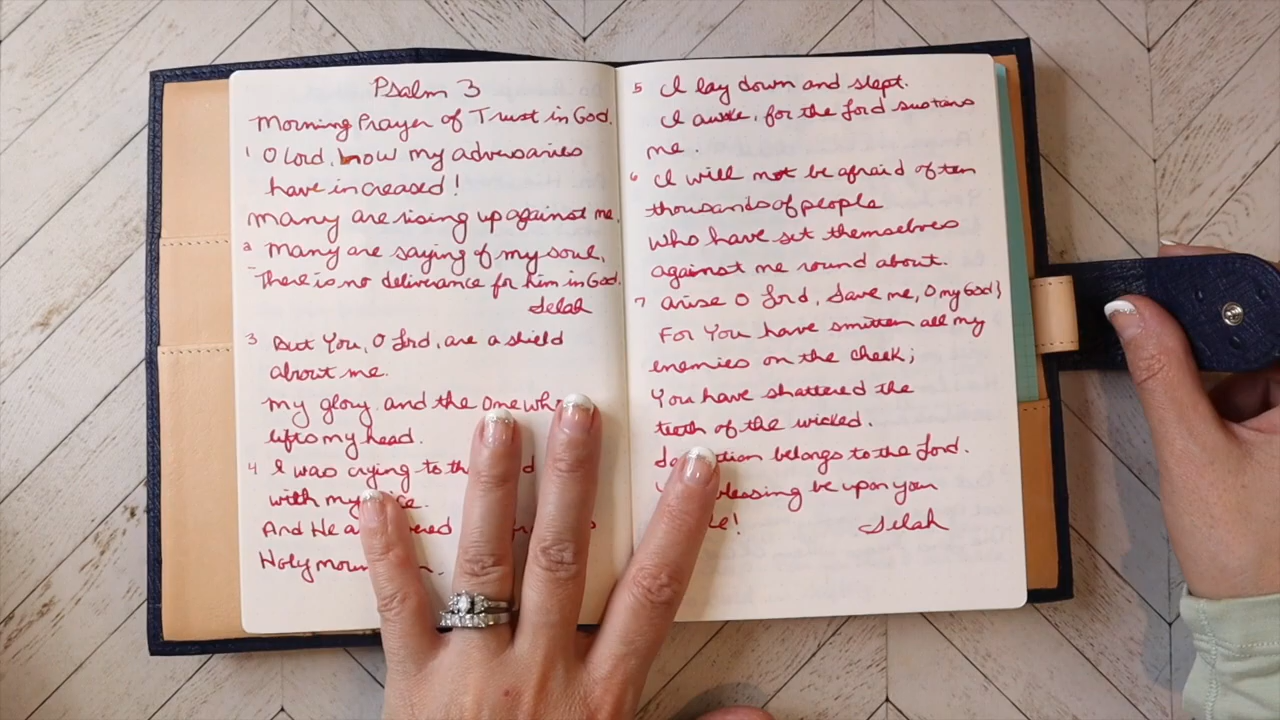 Psalm 3
Morning Prayer of Trust in God.
1 O Lord, how my adversaries
have increased!
Many are rising up against me.
2 Many are saying of my soul,
"There is no deliverance for him in God.
Selah
3 But You, O Lord, are a shield
about me.
My glory and the One who
lifts my head.
4 I was crying to the
with my
And He
Holy
5 I lay down and slept.
I awoke, for the Lord sustains
me.
6 I will not be afraid of ten
thousands of people
who have set themselves
against me round about.
7 Arise O Lord, Save me, O my God!
For You have smitten all my
enemies on the cheek;
You have shattered the
teeth of the wicked.
belongs to the Lord.
blessing be upon your
Selah